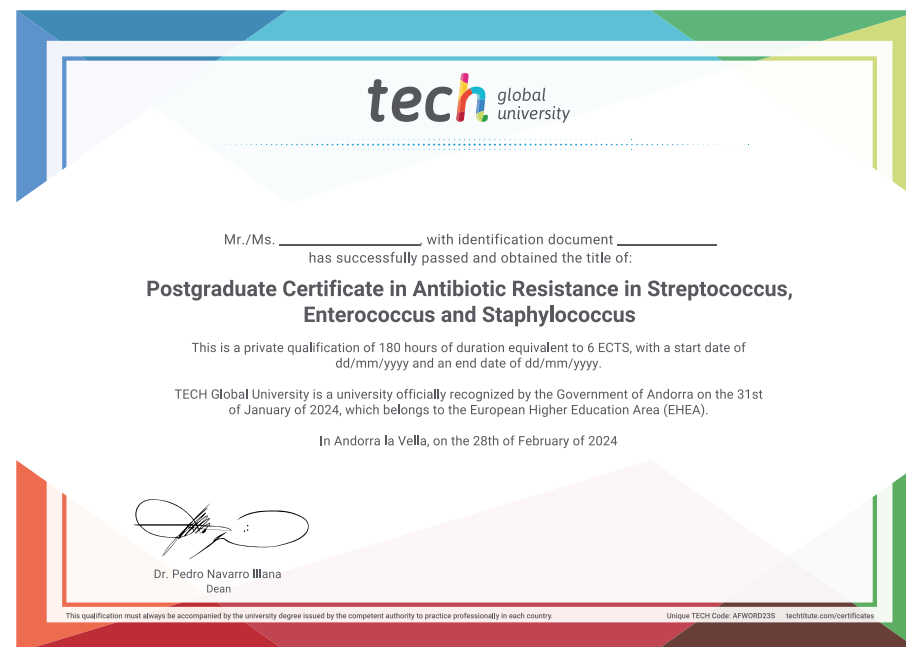 tech global
university
Mr./Ms. ____________________, with identification document ______________
has successfully passed and obtained the title of:
Postgraduate Certificate in Antibiotic Resistance in Streptococcus,
Enterococcus and Staphylococcus
This is a private qualification of 180 hours of duration equivalent to 6 ECTS, with a start date of
dd/mm/yyyy and an end date of dd/mm/yyyy.
TECH Global University is a university officially recognized by the Government of Andorra on the 31st
of January of 2024, which belongs to the European Higher Education Area (EHEA).
In Andorra la Vella, on the 28th of February of 2024
Dr. Pedro Navarro Illana
Dean
This qualification must always be accompanied by the university degree issued by the competent authority to practice professionally in each country. Unique TECH Code: AFWORD23S techtitute.com/certificates